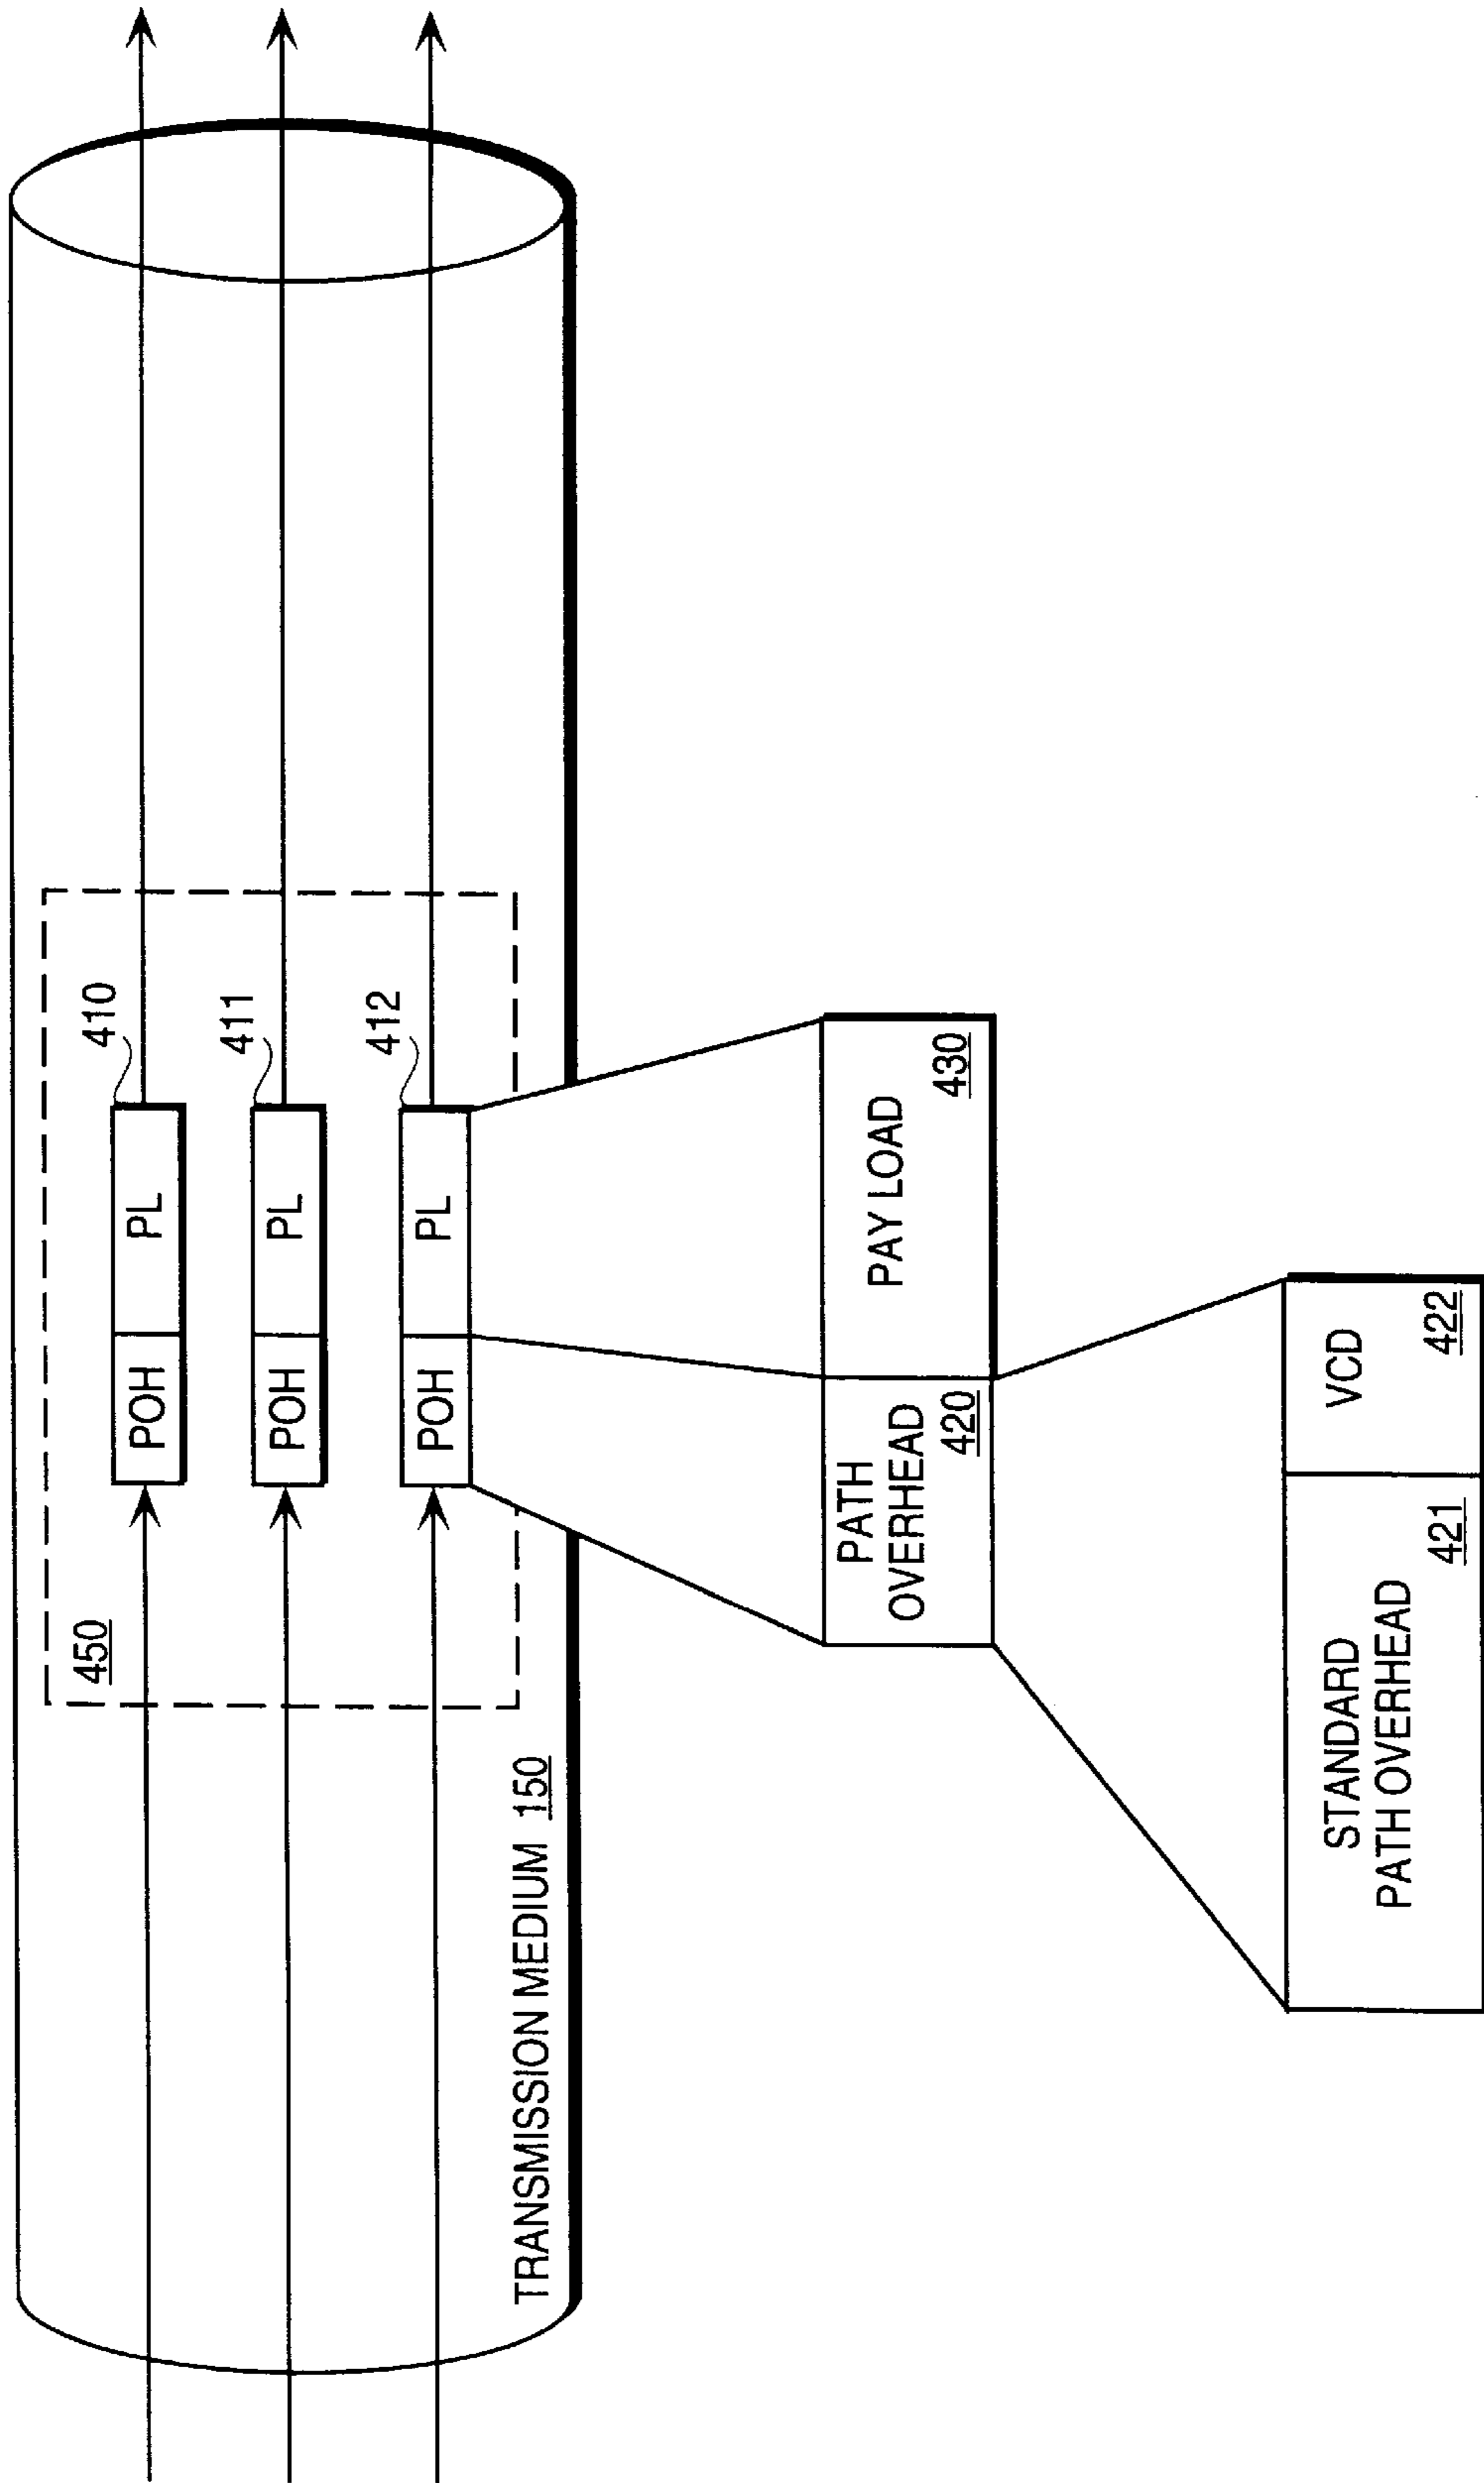 450
POH PL 410
POH PL 411
POH PL 412
TRANSMISSION MEDIUM 150
PATH
OVERHEAD
420
PAY LOAD
430
STANDARD
PATH OVERHEAD
421
VCD
422